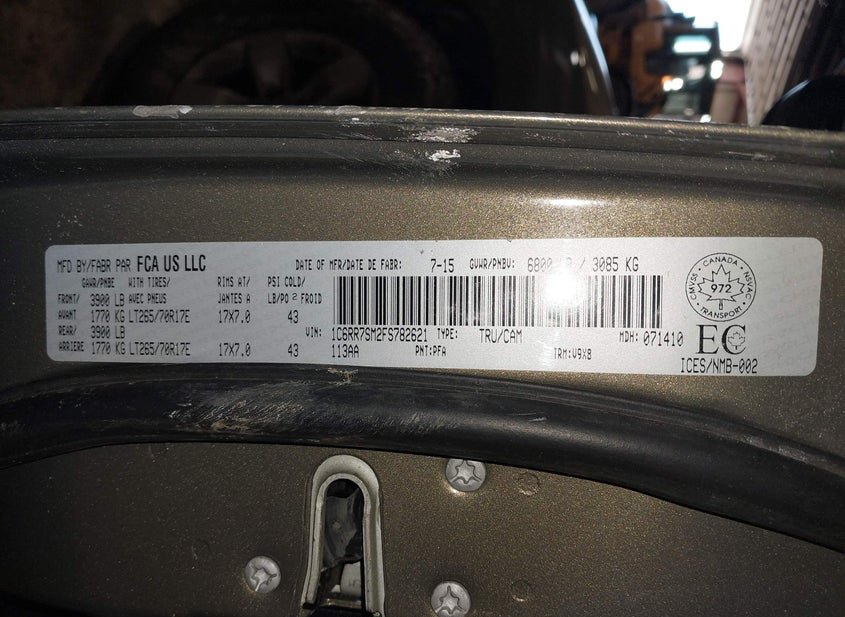 MFD BY/FABR PAR FCA US LLC DATE OF MFR/DATE DE FABR: 7-15 GVWR/PNBV: 6800 / 3085 KG
GAWR/PNBE WITH TIRES/ RIMS AT/ PSI COLD/
FRONT/ 3900 LB AVEC PNEUS JANTES A LB/PO 2 FROID
AVANT 1770 KG LT265/70R17E 17X7.0 43
REAR/ 3900 LB
ARRIERE 1770 KG LT265/70R17E 17X7.0 43
VIN: 1C6RR7SM2FS782621 TYPE: TRU/CAM MDH: 071410
113AA PNT:PFA TRM:V9X8
CMVSS · CANADA · NSVAC
972
TRANSPORT
EC
ICES/NMB-002